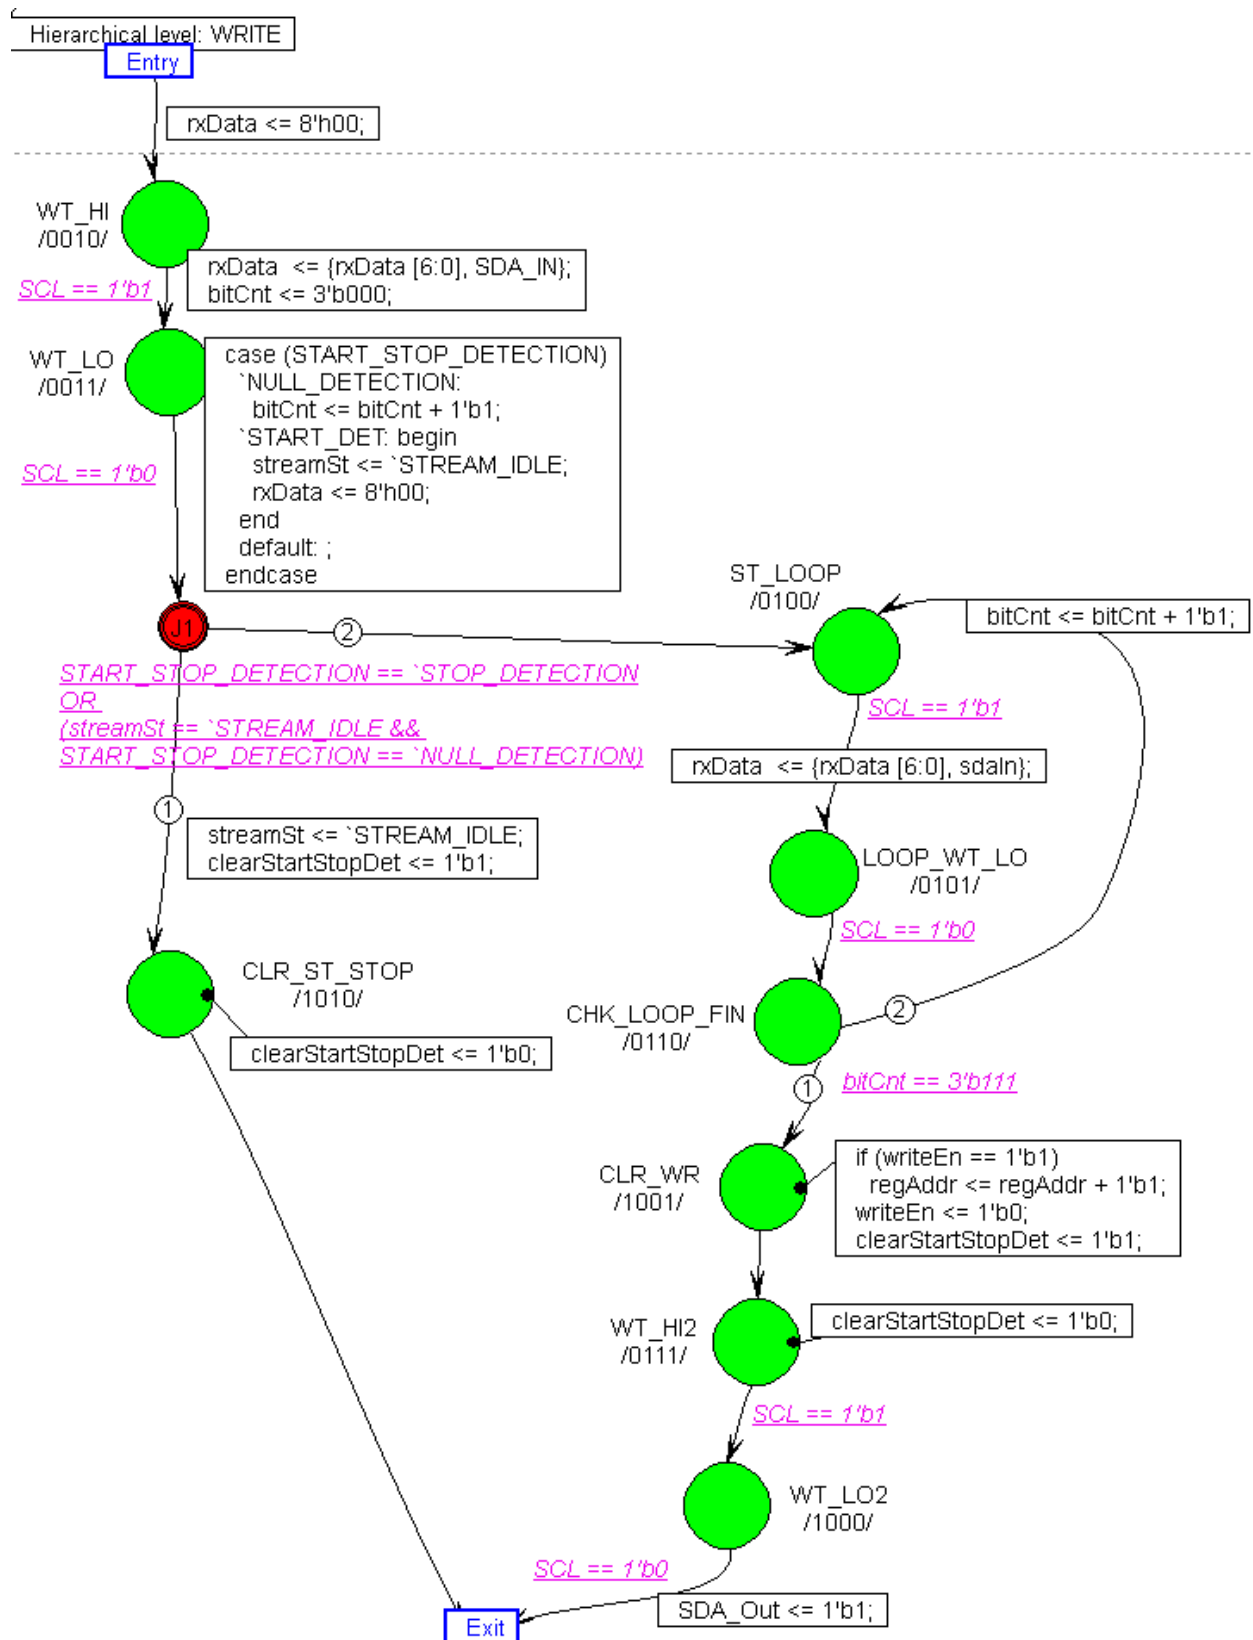 Hierarchical level: WRITE
Entry
rxData <= 8'h00;
WT_HI
/0010/
rxData <= {rxData [6:0], SDA_IN};
bitCnt <= 3'b000;
SCL == 1'b1
WT_LO
/0011/
case (START_STOP_DETECTION)
`NULL_DETECTION:
bitCnt <= bitCnt + 1'b1;
`START_DET: begin
streamSt <= `STREAM_IDLE;
rxData <= 8'h00;
end
default: ;
endcase
SCL == 1'b0
J1
2
ST_LOOP
/0100/
bitCnt <= bitCnt + 1'b1;
START_STOP_DETECTION == `STOP_DETECTION
OR
(streamSt == `STREAM_IDLE &&
START_STOP_DETECTION == `NULL_DETECTION)
SCL == 1'b1
rxData <= {rxData [6:0], sdaIn};
1
streamSt <= `STREAM_IDLE;
clearStartStopDet <= 1'b1;
LOOP_WT_LO
/0101/
SCL == 1'b0
CLR_ST_STOP
/1010/
clearStartStopDet <= 1'b0;
CHK_LOOP_FIN
/0110/
2
1
bitCnt == 3'b111
CLR_WR
/1001/
if (writeEn == 1'b1)
regAddr <= regAddr + 1'b1;
writeEn <= 1'b0;
clearStartStopDet <= 1'b1;
WT_HI2
/0111/
clearStartStopDet <= 1'b0;
SCL == 1'b1
WT_LO2
/1000/
SCL == 1'b0
SDA_Out <= 1'b1;
Exit